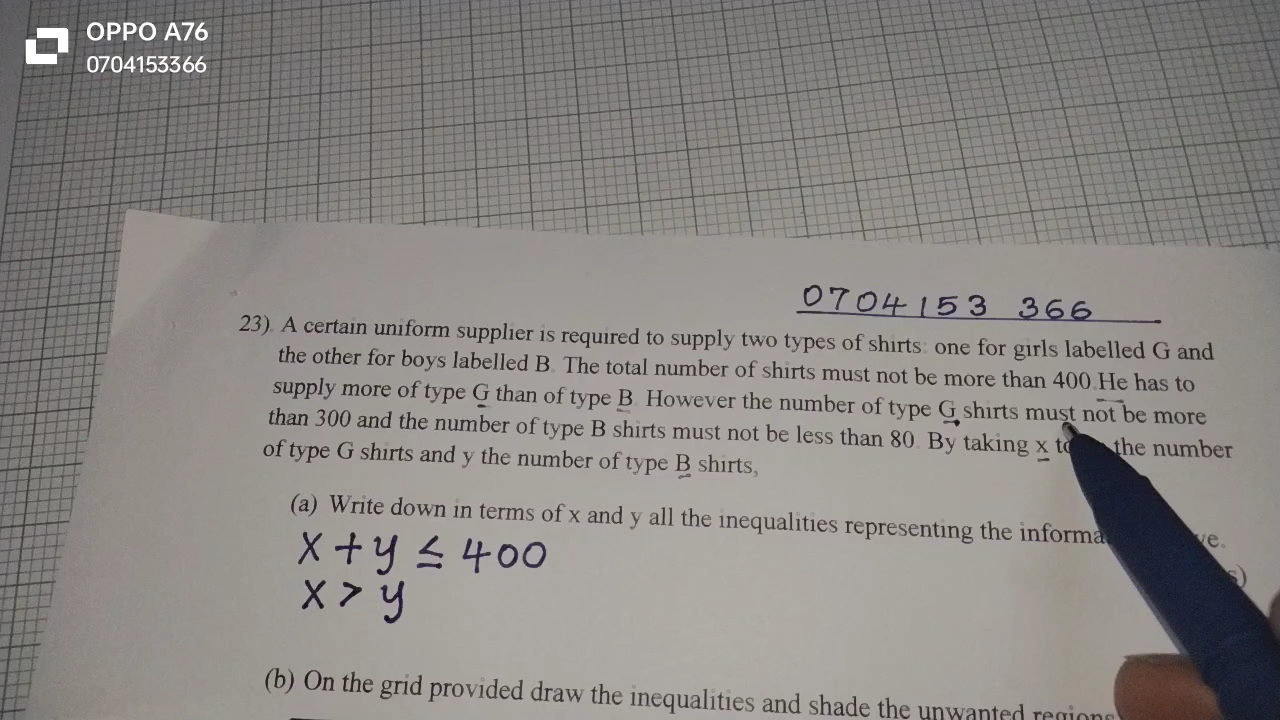 OPPO A76
0704153366
0704 153 366
23). A certain uniform supplier is required to supply two types of shirts: one for girls labelled G and
the other for boys labelled B. The total number of shirts must not be more than 400. He has to
supply more of type G than of type B. However the number of type G shirts must not be more
than 300 and the number of type B shirts must not be less than 80. By taking x the number
of type G shirts and y the number of type B shirts,
(a) Write down in terms of x and y all the inequalities representing the
x + y ≤ 400
x > y
(b) On the grid provided draw the inequalities and shade the unwanted regions